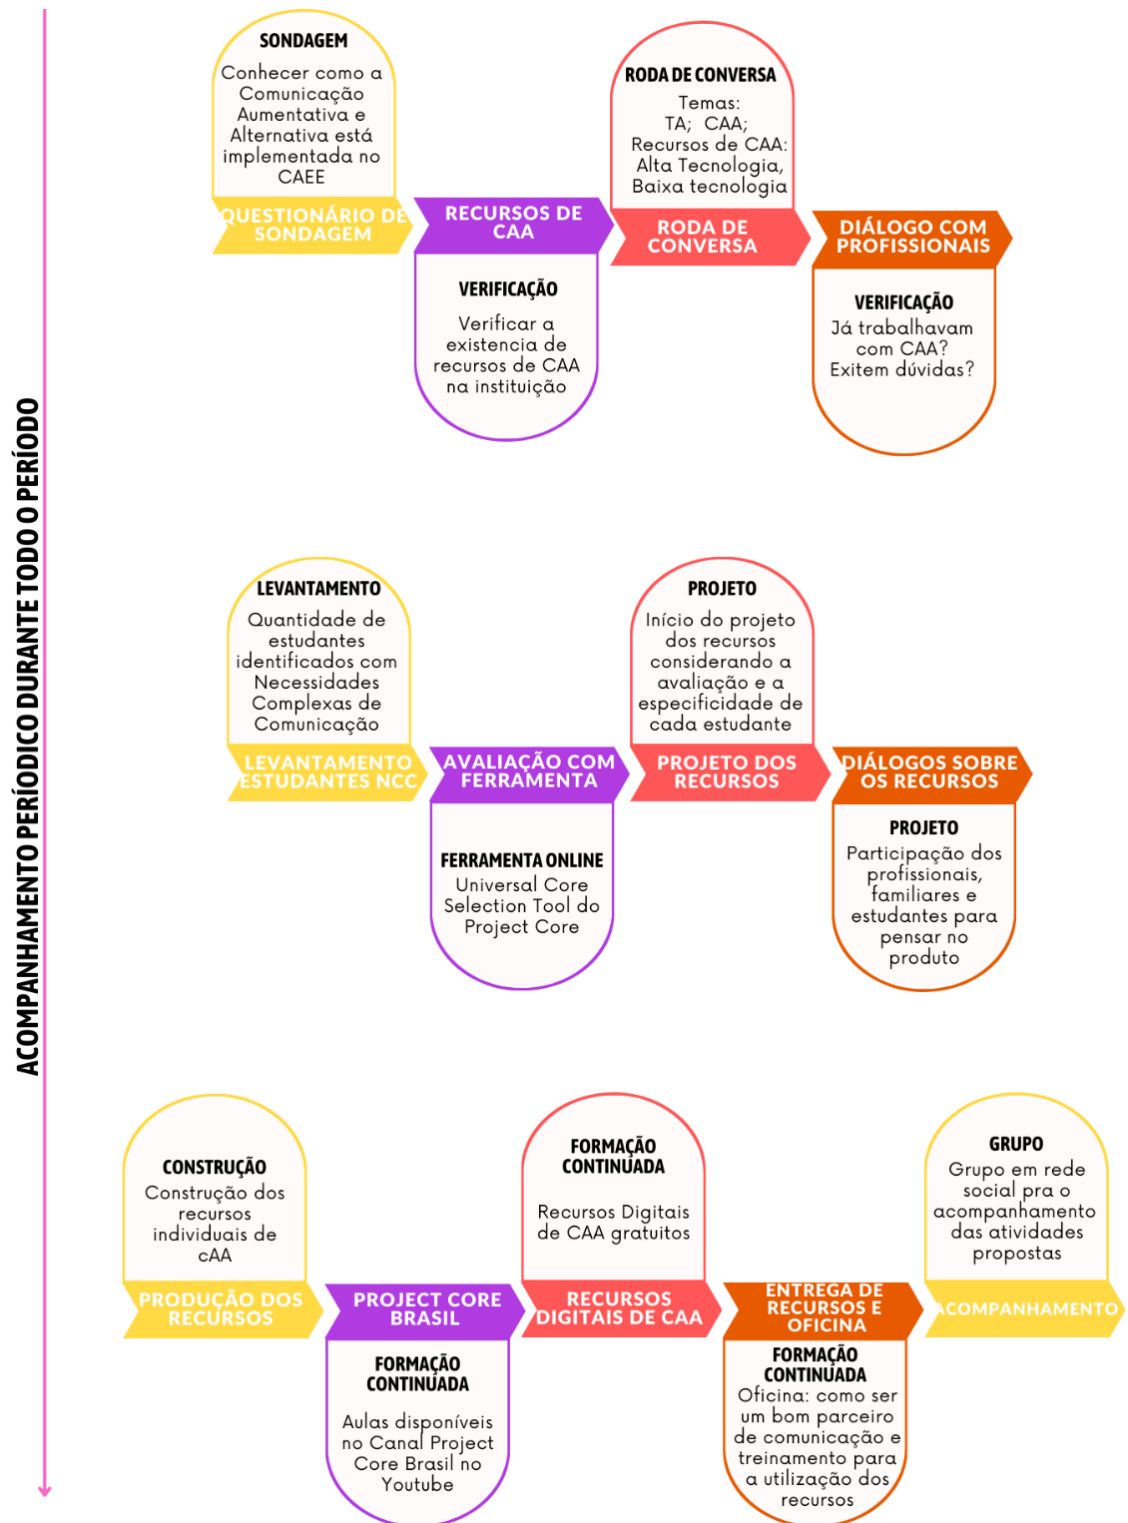 ACOMPANHAMENTO PERÍODICO DURANTE TODO O PERÍODO
SONDAGEM
Conhecer como a
Comunicação
Aumentativa e
Alternativa está
implementada no
CAEE
QUESTIONÁRIO DE
SONDAGEM
RECURSOS DE
CAA
VERIFICAÇÃO
Verificar a
existencia de
recursos de CAA
na instituição
RODA DE CONVERSA
Temas:
TA; CAA;
Recursos de CAA:
Alta Tecnologia,
Baixa tecnologia
RODA DE
CONVERSA
DIÁLOGO COM
PROFISSIONAIS
VERIFICAÇÃO
Já trabalhavam
com CAA?
Exitem dúvidas?
LEVANTAMENTO
Quantidade de
estudantes
identificados com
Necessidades
Complexas de
Comunicação
LEVANTAMENTO
ESTUDANTES NCC
AVALIAÇÃO COM
FERRAMENTA
FERRAMENTA ONLINE
Universal Core
Selection Tool do
Project Core
PROJETO
Início do projeto
dos recursos
considerando a
avaliação e a
especificidade de
cada estudante
PROJETO DOS
RECURSOS
DIÁLOGOS SOBRE
OS RECURSOS
PROJETO
Participação dos
profissionais,
familiares e
estudantes para
pensar no
produto
CONSTRUÇÃO
Construção dos
recursos
individuais de
cAA
PRODUÇÃO DOS
RECURSOS
PROJECT CORE
BRASIL
FORMAÇÃO
CONTINUADA
Aulas disponíveis
no Canal Project
Core Brasil no
Youtube
FORMAÇÃO
CONTINUADA
Recursos Digitais
de CAA gratuitos
RECURSOS
DIGITAIS DE CAA
ENTREGA DE
RECURSOS E
OFICINA
FORMAÇÃO
CONTINUADA
Oficina: como ser
um bom parceiro
de comunicação e
treinamento para
a utilização dos
recursos
GRUPO
Grupo em rede
social pra o
acompanhamento
das atividades
propostas
ACOMPANHAMENTO